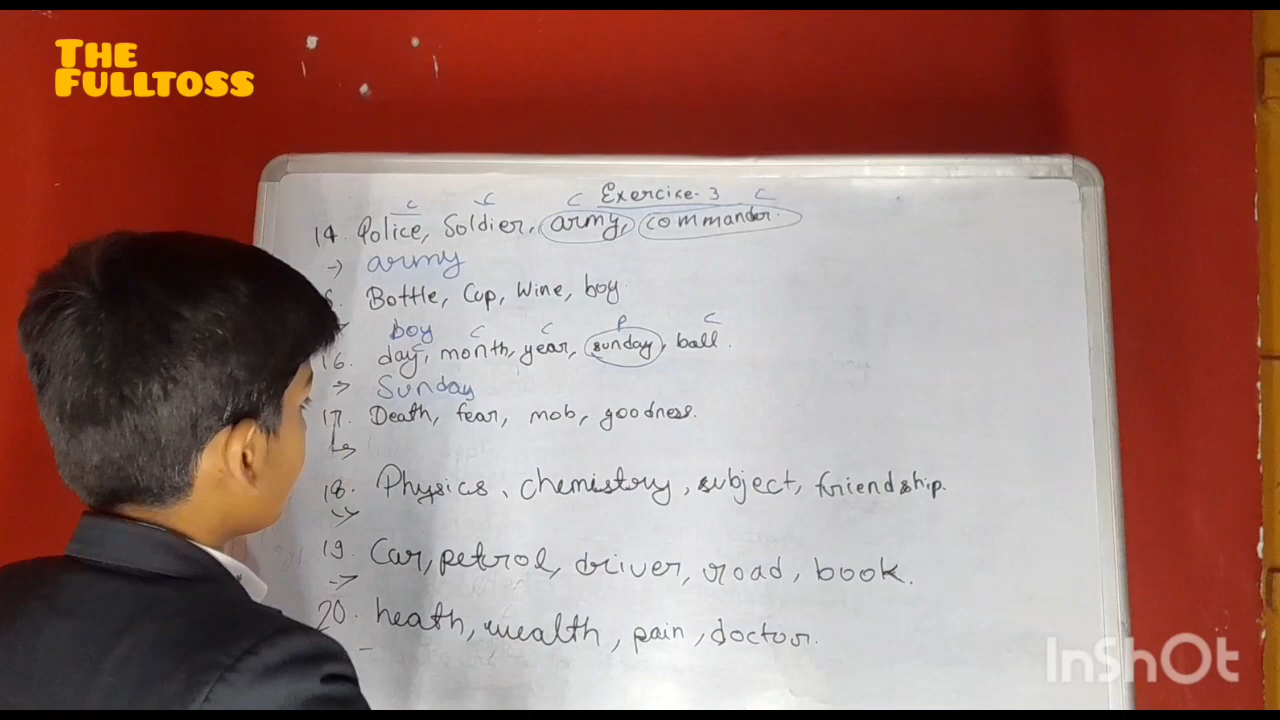 THE
FULLTOSS
Exercise-3
c c c c
14. Police, Soldier, army, commander.
→ army
Bottle, Cup, Wine, boy.
boy c c P c
16. day, month, year, sunday, ball.
→ Sunday
17. Death, fear, mob, goodness.
18. Physics, chemistry, subject, friendship.
19. Car, petrol, driver, road, book.
20. heath, wealth, pain, doctor.
InShOt